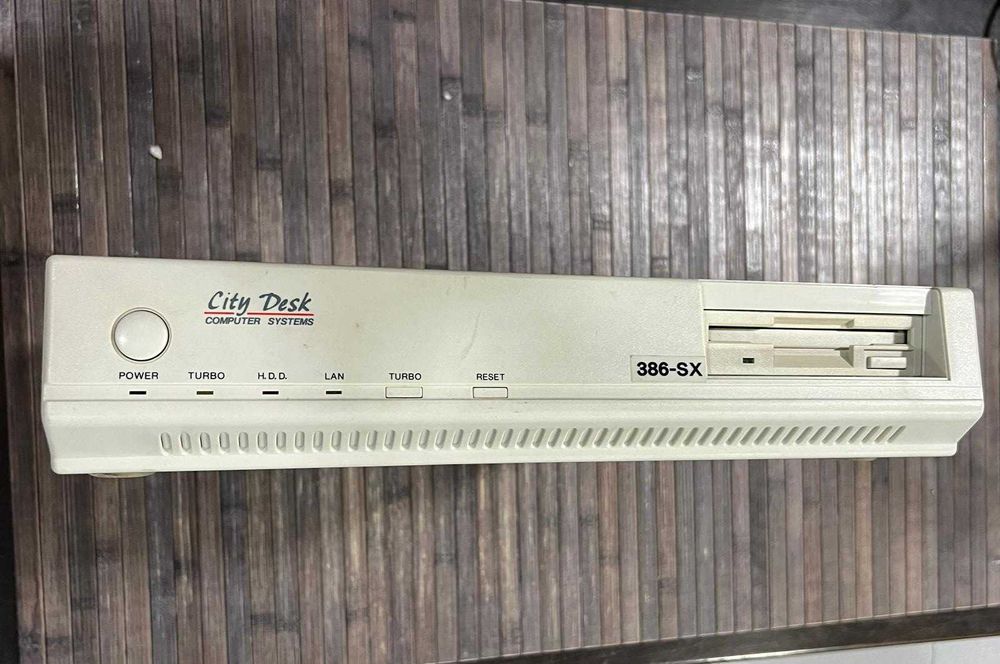 City Desk
COMPUTER SYSTEMS
POWER TURBO H.D.D. LAN TURBO RESET
386-SX